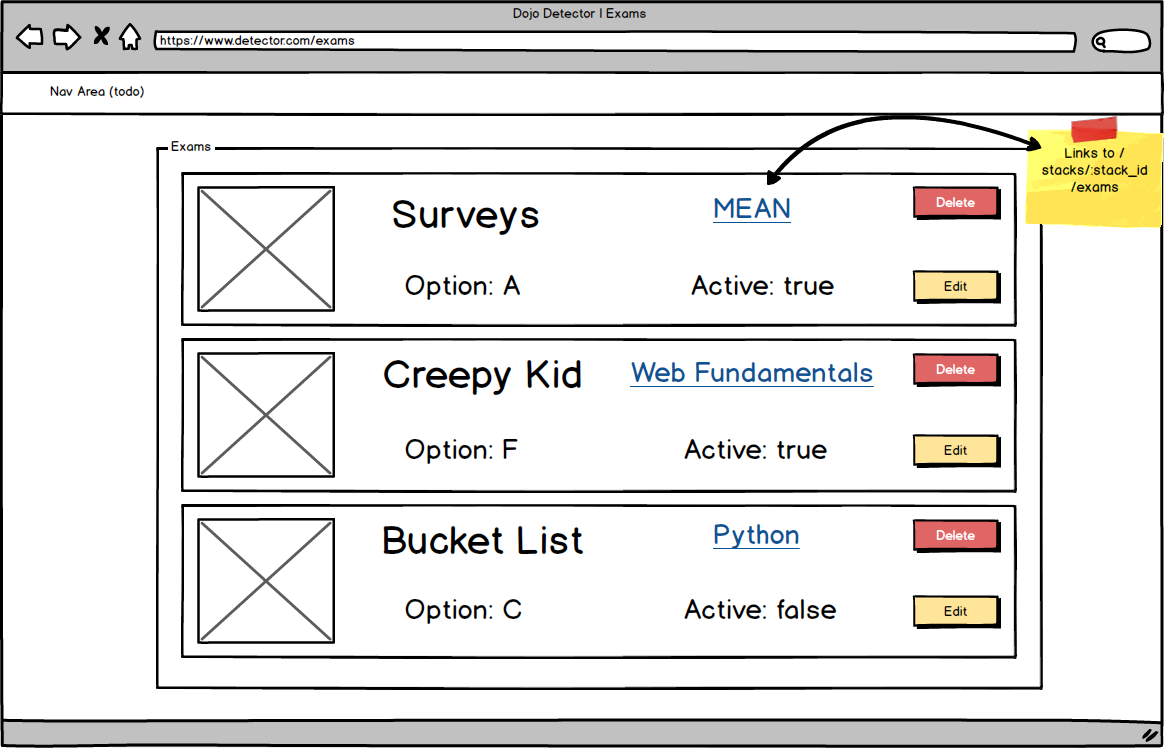 Dojo Detector | Exams
https://www.detector.com/exams
Nav Area (todo)
Exams
Links to /
stacks/:stack_id
/exams
Surveys
MEAN
Delete
Option: A
Active: true
Edit
Creepy Kid
Web Fundamentals
Delete
Option: F
Active: true
Edit
Bucket List
Python
Delete
Option: C
Active: false
Edit